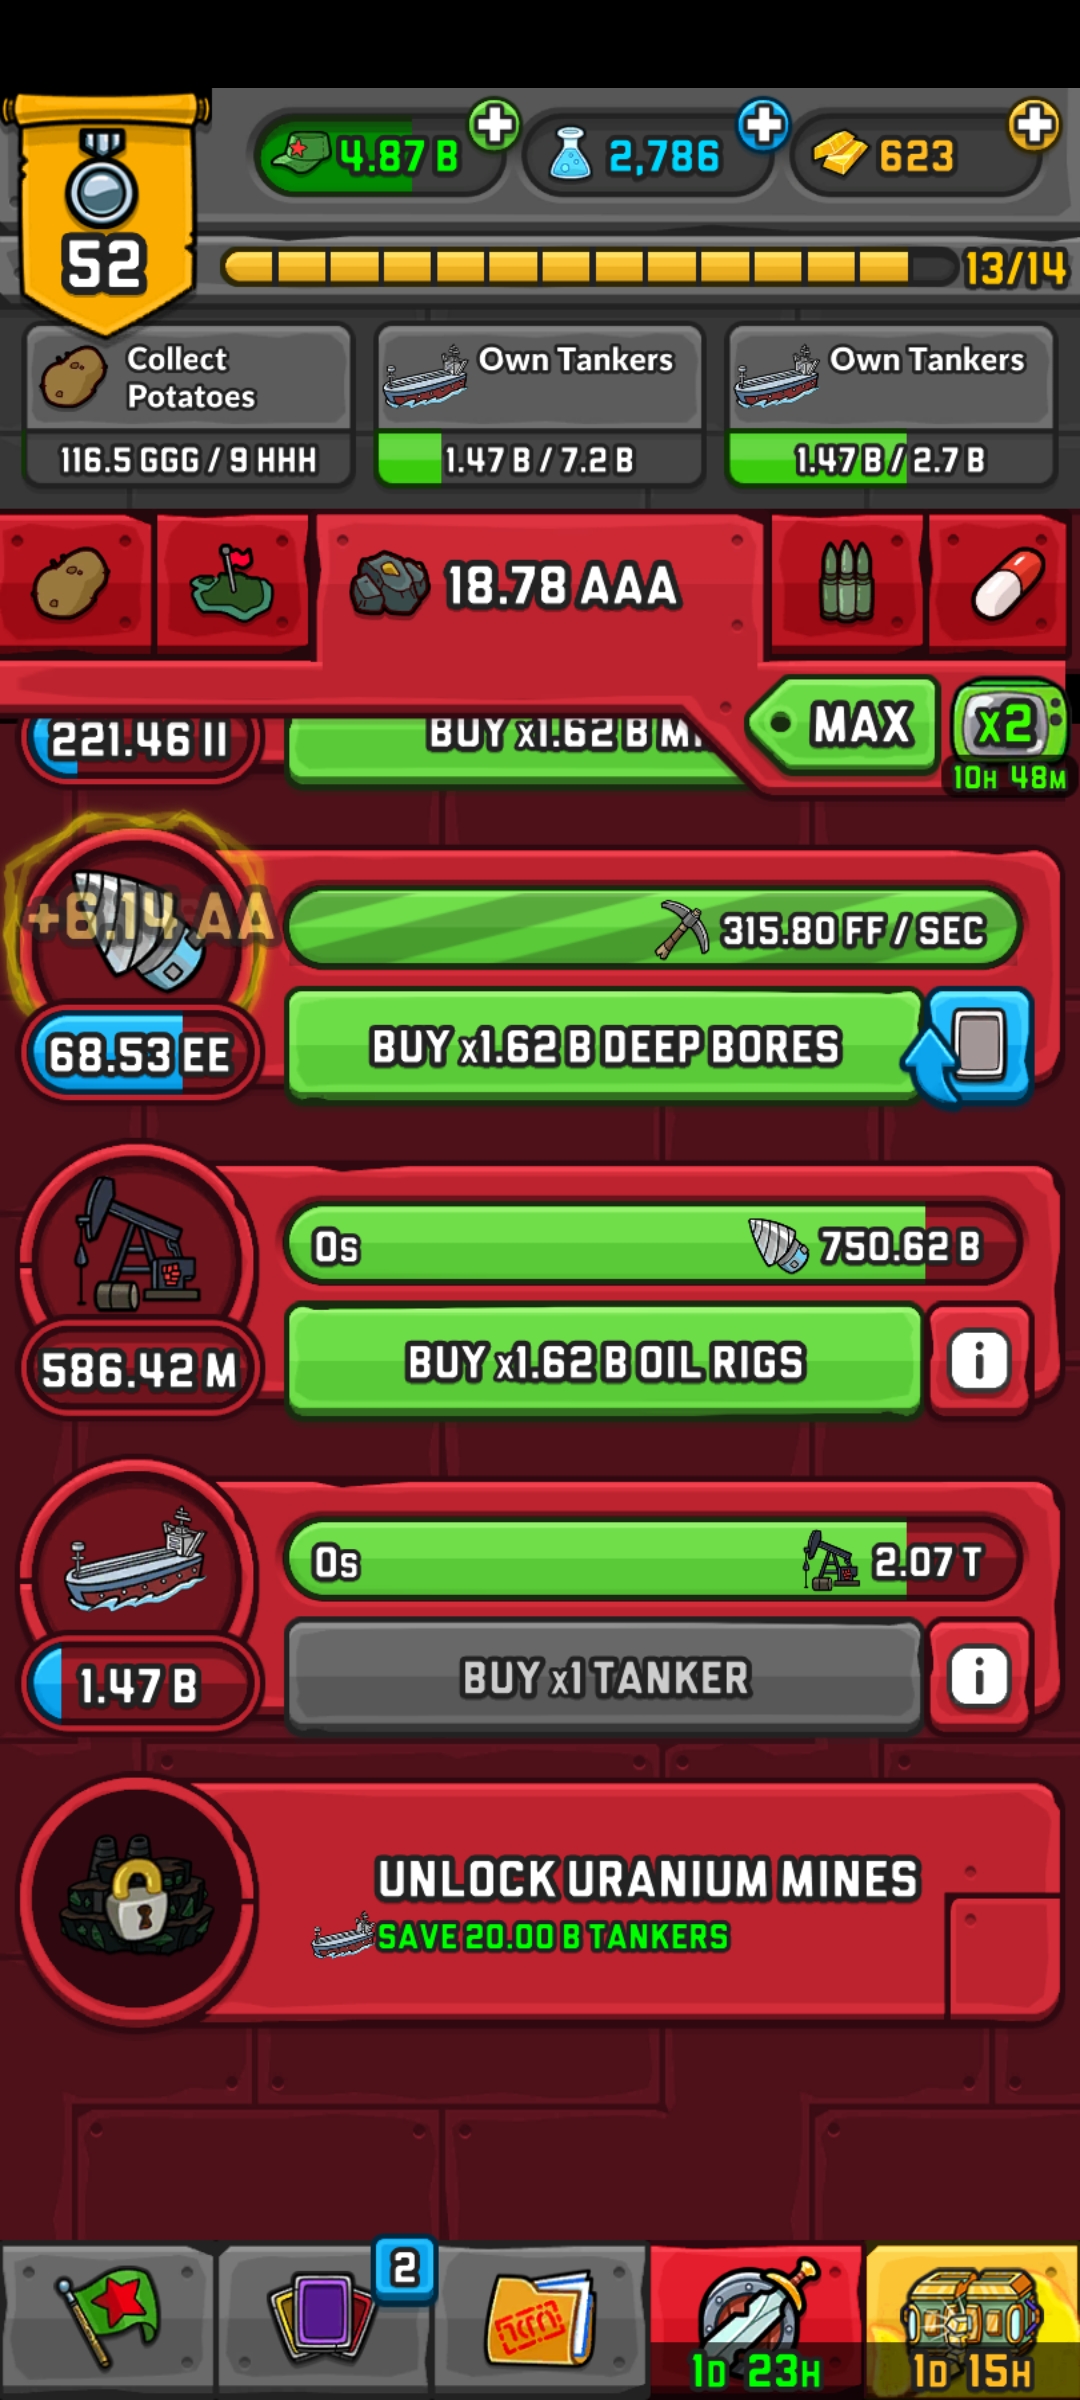 4.87 B
2,786
623
52
13/14
Collect
Potatoes
Own Tankers
Own Tankers
116.5 GGG / 9 HHH
1.47 B / 7.2 B
1.47 B / 2.7 B
18.78 AAA
MAX
x2
10H 48M
221.46 II
BUY x1.62 B
+6.14 AA
315.80 FF / SEC
68.53 EE
BUY x1.62 B DEEP BORES
0s
750.62 B
586.42 M
BUY x1.62 B OIL RIGS
i
0s
2.07 T
1.47 B
BUY x1 TANKER
i
UNLOCK URANIUM MINES
SAVE 20.00 B TANKERS
2
1D 23H
1D 15H